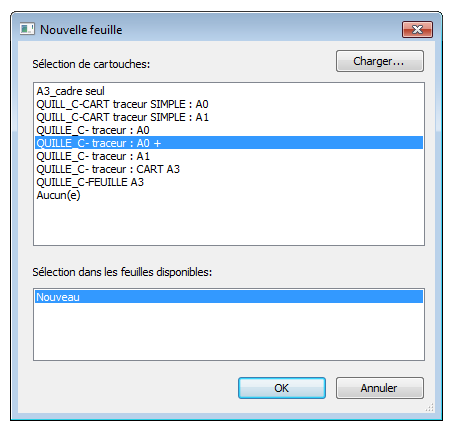 Nouvelle feuille
Sélection de cartouches:
Charger...
A3_cadre seul
QUILL_C-CART traceur SIMPLE : A0
QUILL_C-CART traceur SIMPLE : A1
QUILLE_C- traceur : A0
QUILLE_C- traceur : A0 +
QUILLE_C- traceur : A1
QUILLE_C- traceur : CART A3
QUILLE_C-FEUILLE A3
Aucun(e)
Sélection dans les feuilles disponibles:
Nouveau
OK
Annuler